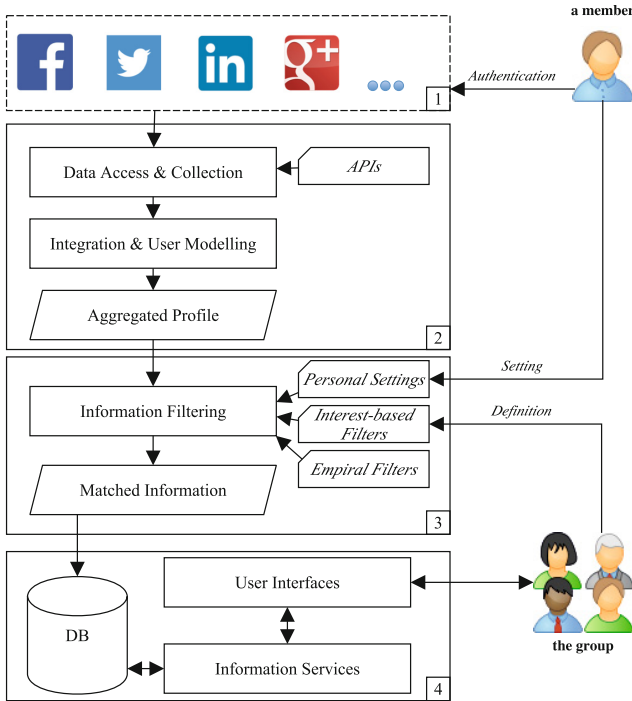 a member
f
in
g+
1
Authentication
Data Access & Collection
APIs
Integration & User Modelling
Aggregated Profile
2
Setting
Personal Settings
Information Filtering
Definition
Interest-based
Filters
Empiral Filters
Matched Information
3
User Interfaces
DB
the group
Information Services
4